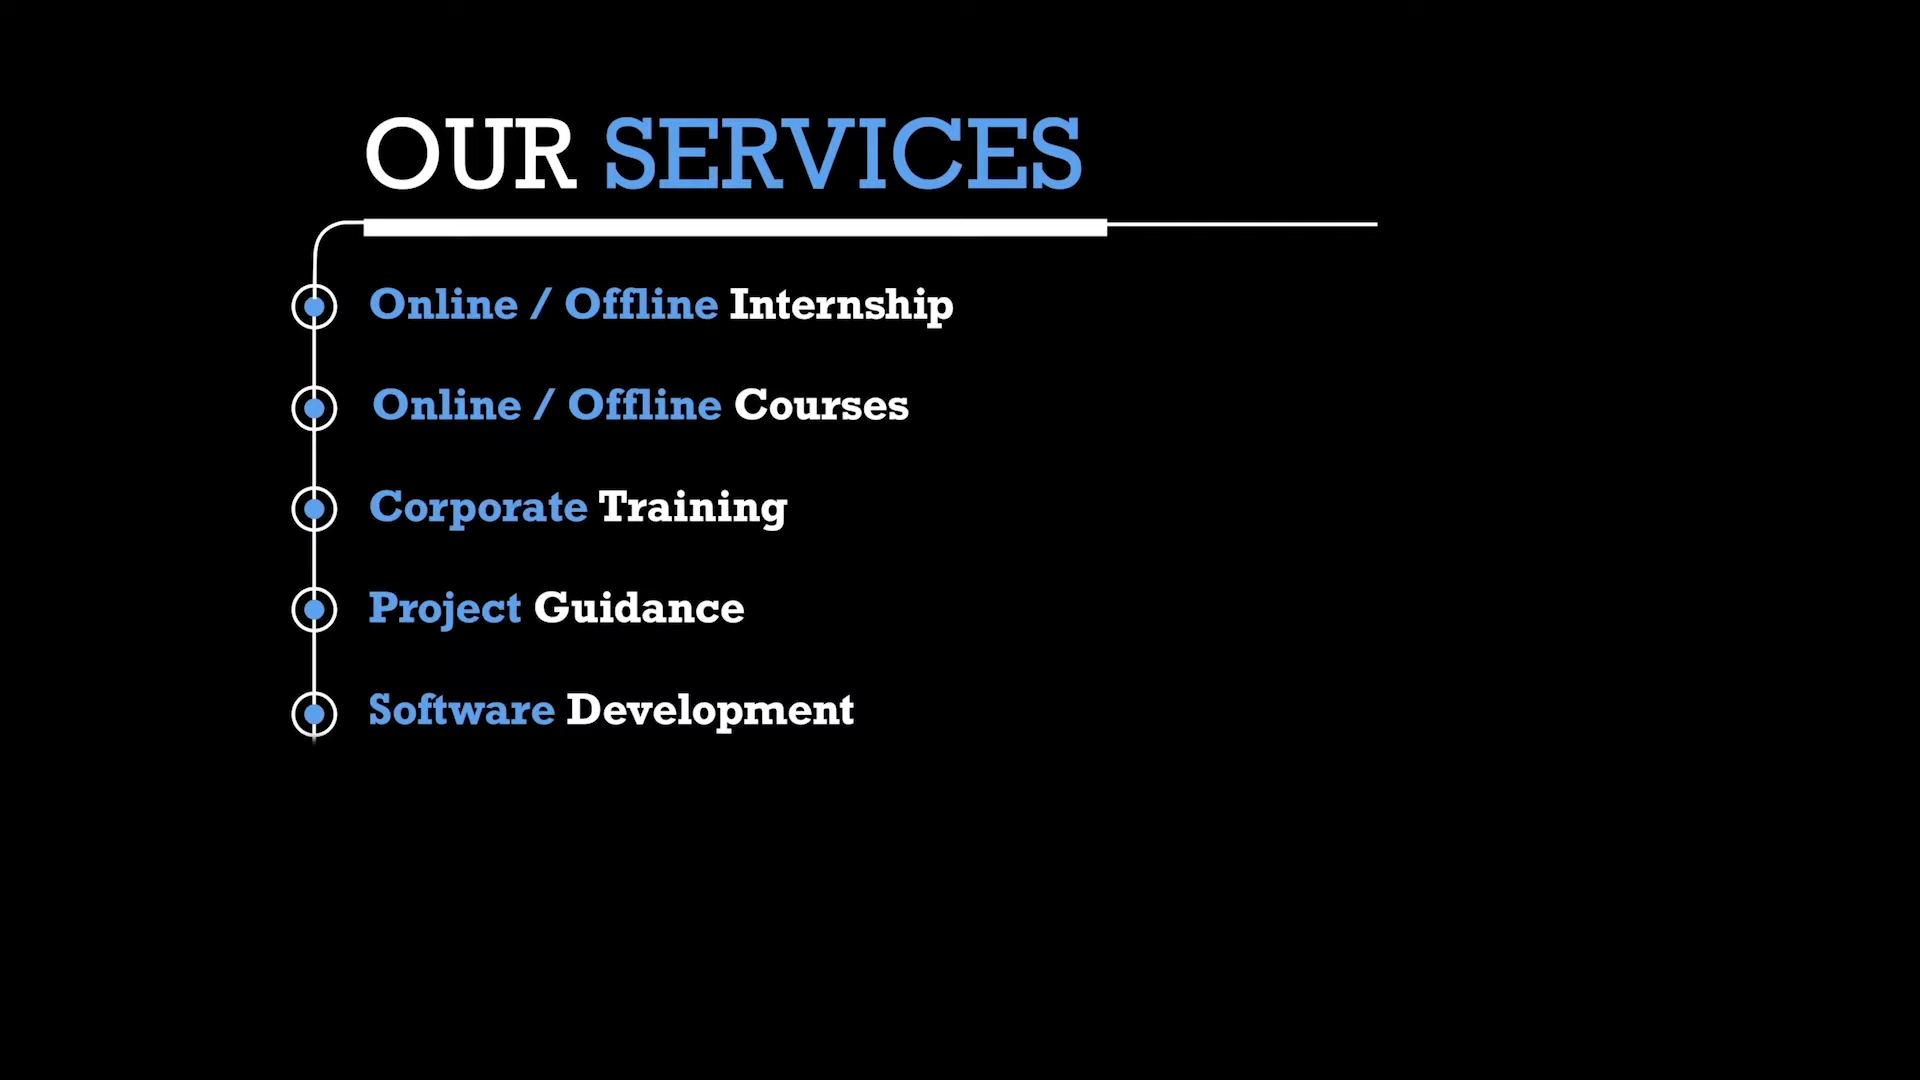 OUR SERVICES
Online / Offline Internship
Online / Offline Courses
Corporate Training
Project Guidance
Software Development